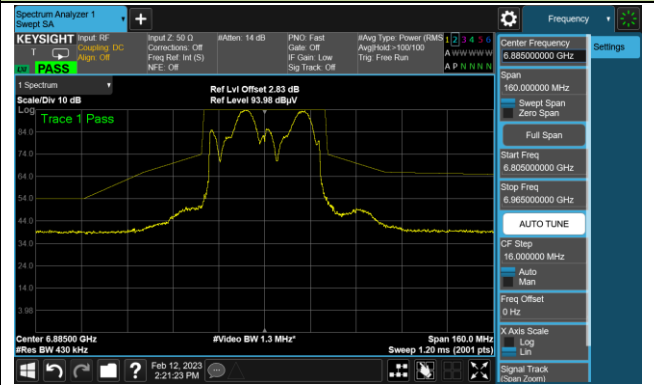 Spectrum Analyzer 1
Swept SA
Frequency
KEYSIGHT
Input: RF
Coupling: DC
Align: Off
Input Z: 50 Ω
Corrections: Off
Freq Ref: Int (S)
NFE: Off
#Atten: 14 dB
PNO: Fast
Gate: Off
IF Gain: Low
Sig Track: Off
#Avg Type: Power (RMS
Avg|Hold:>100/100
Trig: Free Run
1 2 3 4 5 6
A W W W W W
A P N N N N
PASS
Center Frequency
6.885000000 GHz
Settings
Span
160.000000 MHz
Swept Span
Zero Span
Full Span
Start Freq
6.805000000 GHz
Stop Freq
6.965000000 GHz
AUTO TUNE
CF Step
16.000000 MHz
Auto
Man
Freq Offset
0 Hz
X Axis Scale
Log
Lin
Signal Track
(Span Zoom)
1 Spectrum
Scale/Div 10 dB
Ref Lvl Offset 2.83 dB
Ref Level 93.98 dBµV
Log
Trace 1 Pass
84.0
74.0
64.0
54.0
44.0
34.0
24.0
14.0
3.98
Center 6.88500 GHz
#Res BW 430 kHz
#Video BW 1.3 MHz*
Span 160.0 MHz
Sweep 1.20 ms (2001 pts)
Feb 12, 2023
2:21:23 PM